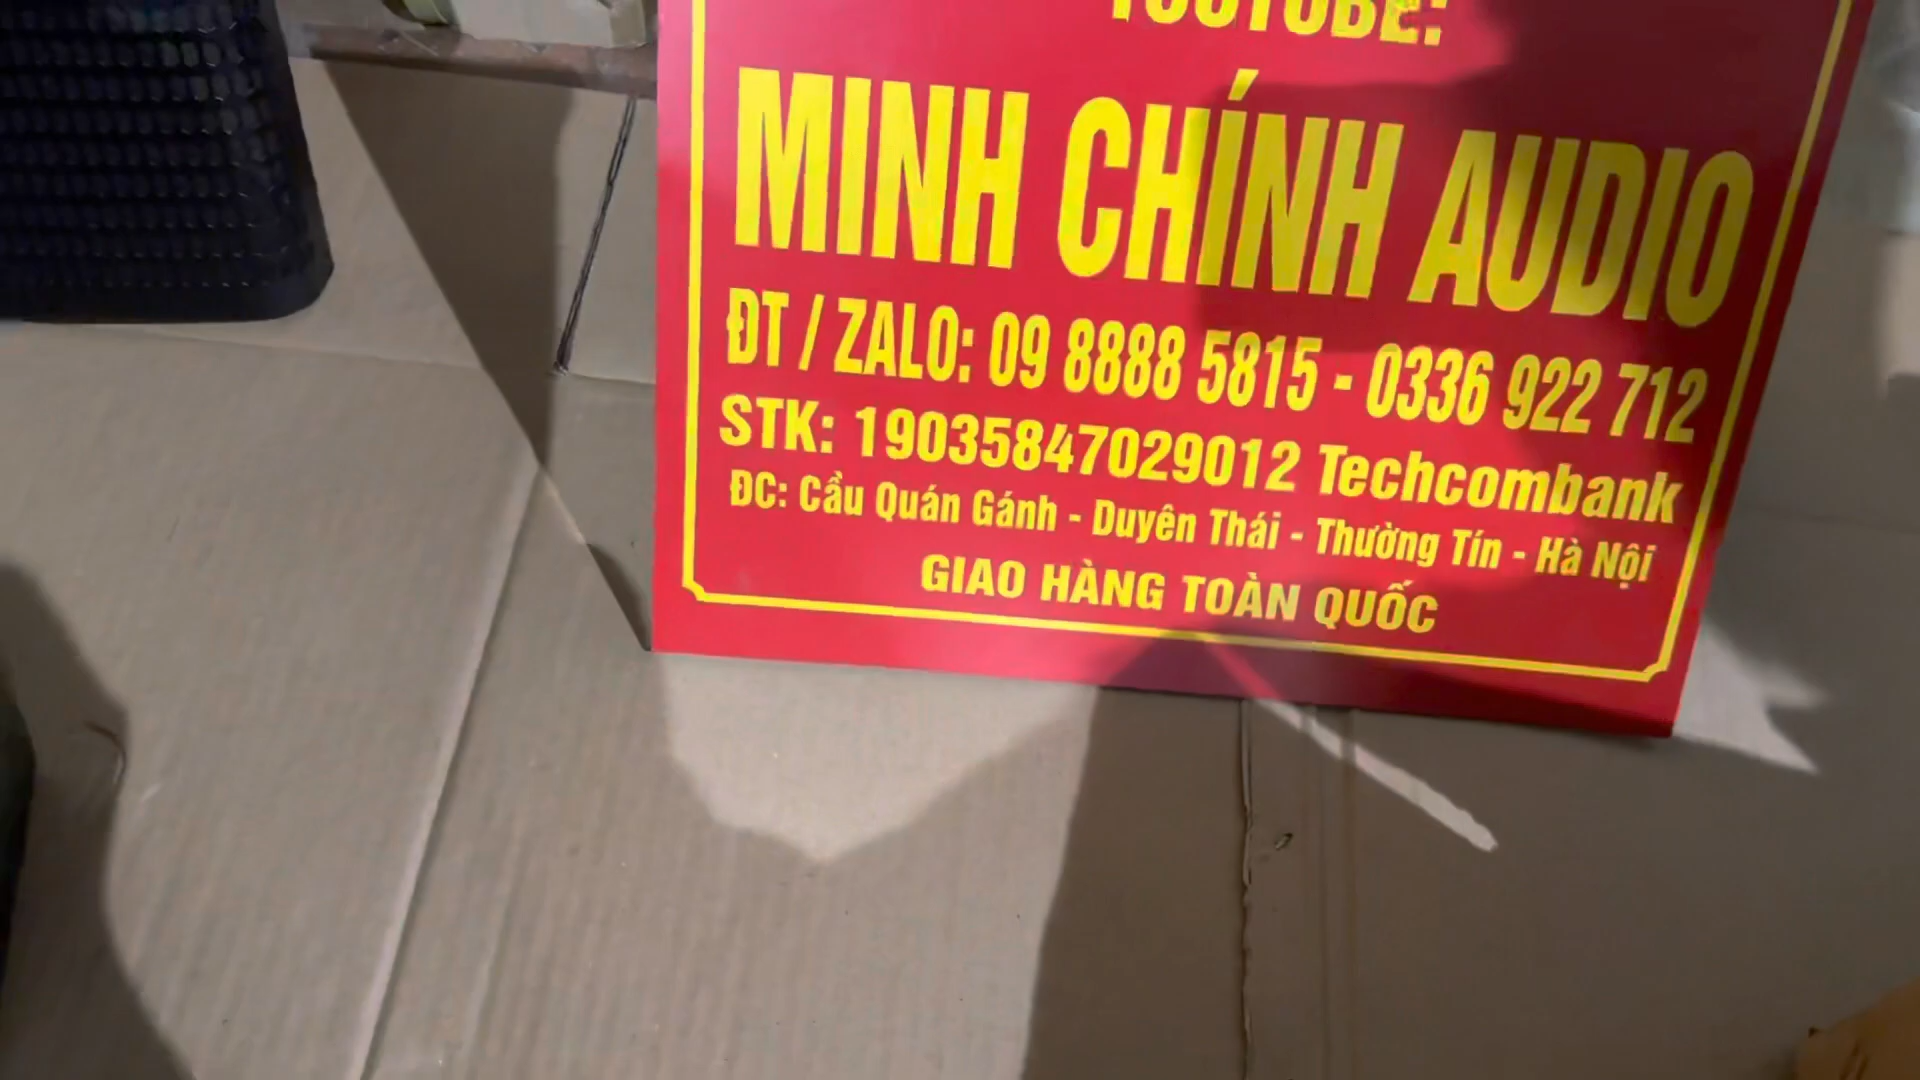 YOUTUBE:
MINH CHÍNH AUDIO
ĐT / ZALO: 09 8888 5815 - 0336 922 712
STK: 19035847029012 Techcombank
ĐC: Cầu Quán Gánh - Duyên Thái - Thường Tín - Hà Nội
GIAO HÀNG TOÀN QUỐC